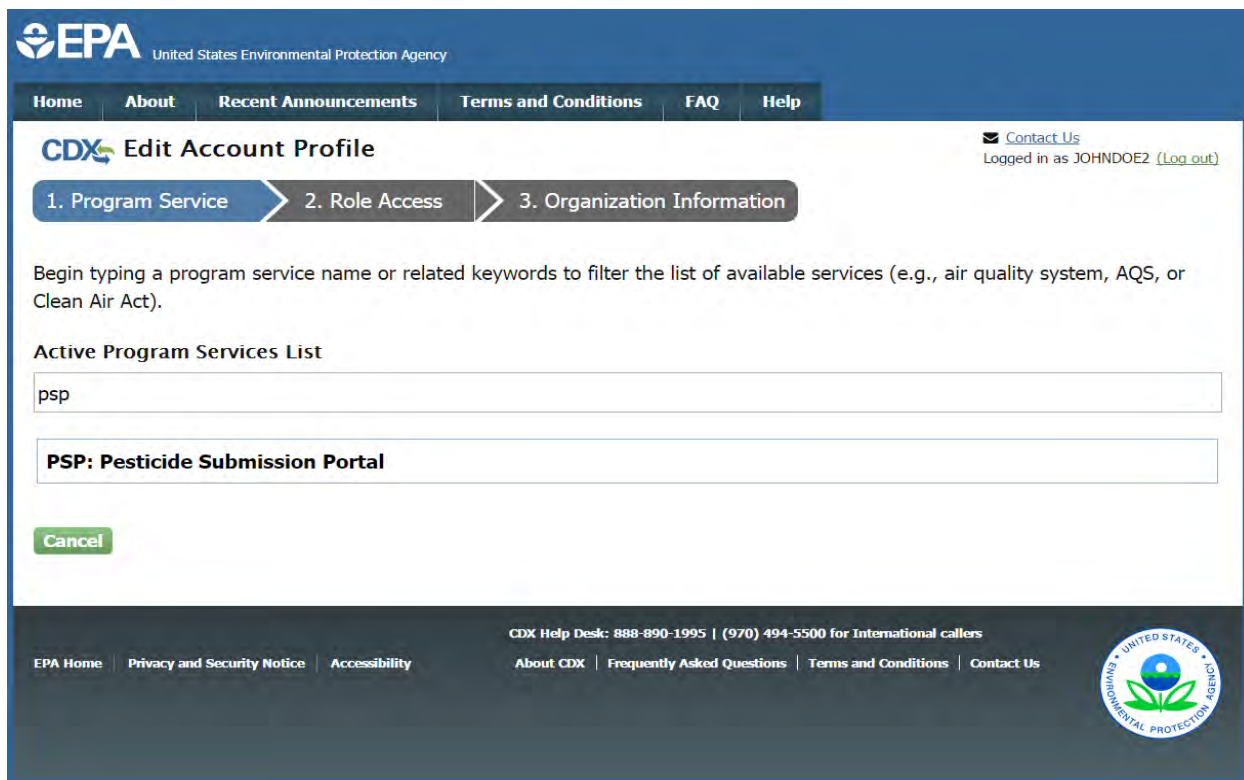 EPA United States Environmental Protection Agency
Home About Recent Announcements Terms and Conditions FAQ Help
CDX Edit Account Profile
Contact Us
Logged in as JOHNDOE2 (Log out)
1. Program Service 2. Role Access 3. Organization Information
Begin typing a program service name or related keywords to filter the list of available services (e.g., air quality system, AQS, or
Clean Air Act).
Active Program Services List
psp
PSP: Pesticide Submission Portal
Cancel
CDX Help Desk: 888-890-1995 | (970) 494-5500 for International callers
EPA Home | Privacy and Security Notice | Accessibility
About CDX | Frequently Asked Questions | Terms and Conditions | Contact Us
UNITED STATES
ENVIRONMENTAL PROTECTION AGENCY